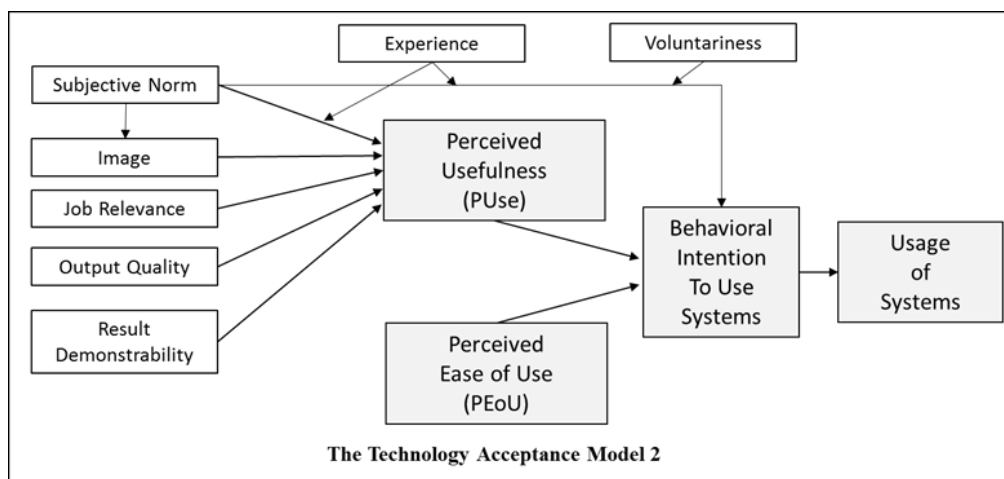 Experience
Voluntariness
Subjective Norm
Image
Job Relevance
Output Quality
Result
Demonstrability
Perceived
Usefulness
(PUse)
Perceived
Ease of Use
(PEoU)
Behavioral
Intention
To Use
Systems
Usage
of
Systems
The Technology Acceptance Model 2